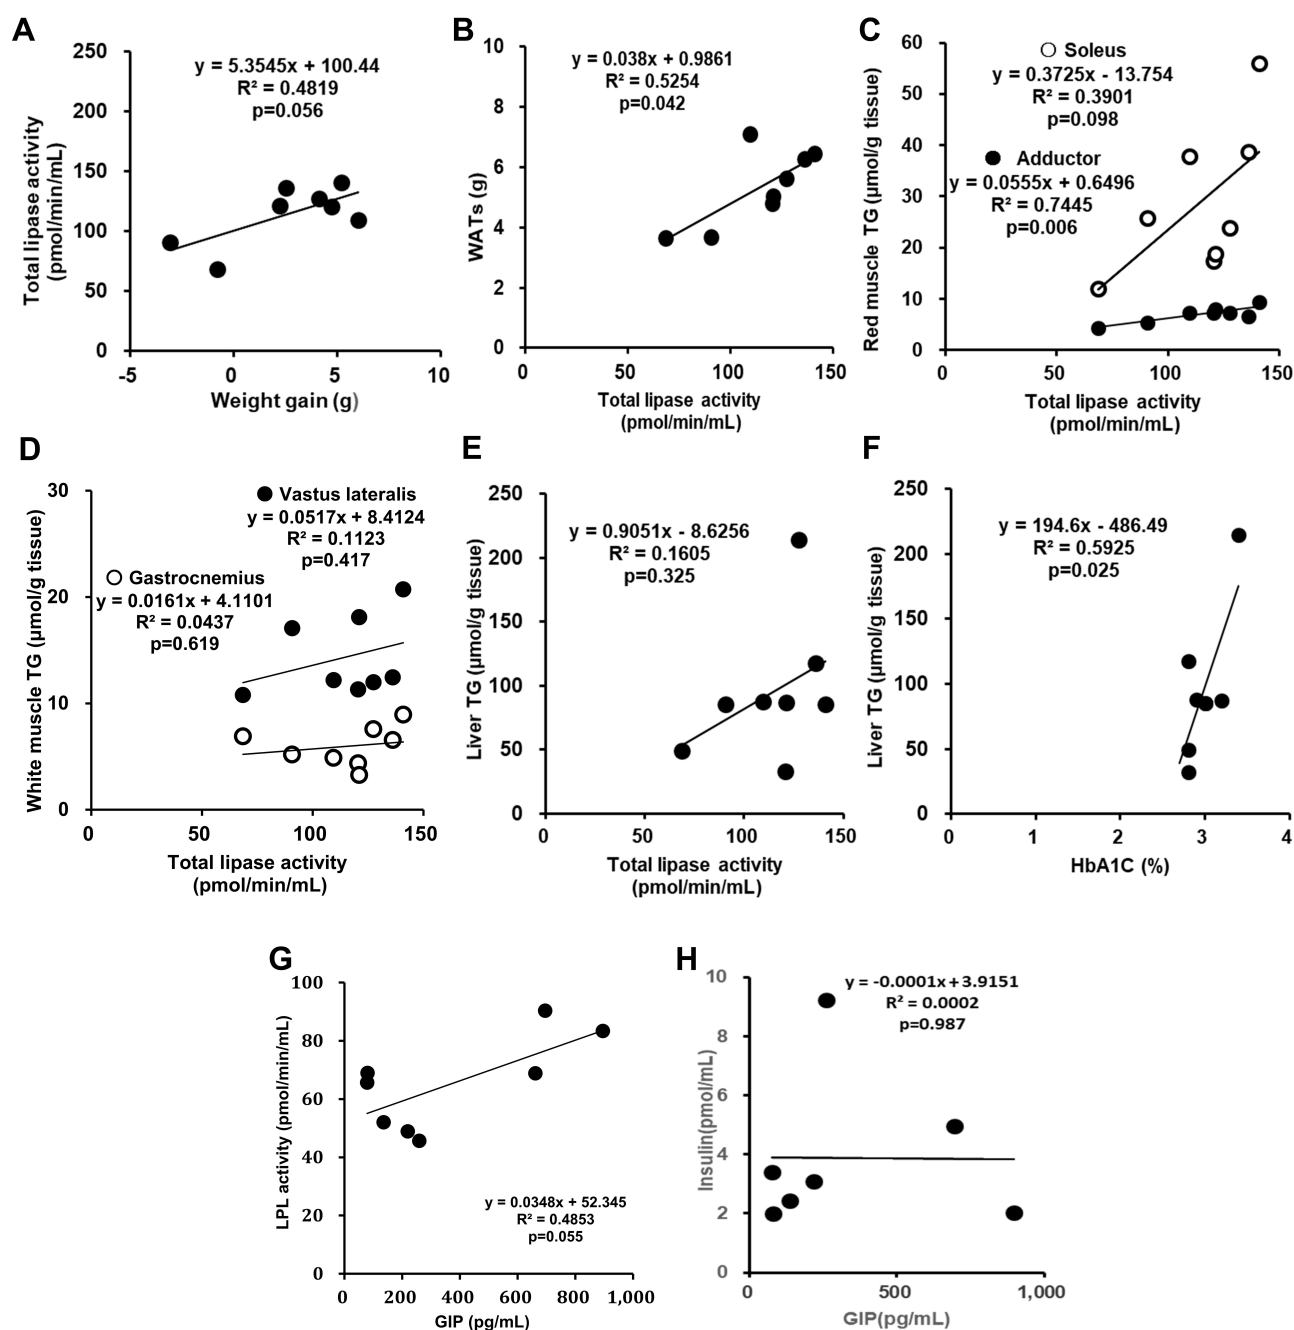 A
250
200
150
100
50
0
-5
0
5
10
y = 5.3545x + 100.44
R² = 0.4819
p=0.056
Total lipase activity
(pmol/min/mL)
Weight gain (g)
B
10
8
6
4
2
0
0
50
100
150
y = 0.038x + 0.9861
R² = 0.5254
p=0.042
WATs (g)
Total lipase activity
(pmol/min/mL)
C
60
50
40
30
20
10
0
0
50
100
150
Soleus
y = 0.3725x - 13.754
R² = 0.3901
p=0.098
Adductor
y = 0.0555x + 0.6496
R² = 0.7445
p=0.006
Red muscle TG (µmol/g tissue)
Total lipase activity
(pmol/min/mL)
D
30
20
10
0
0
50
100
150
Vastus lateralis
y = 0.0517x + 8.4124
R² = 0.1123
p=0.417
Gastrocnemius
y = 0.0161x + 4.1101
R² = 0.0437
p=0.619
White muscle TG (µmol/g tissue)
Total lipase activity
(pmol/min/mL)
E
250
200
150
100
50
0
0
50
100
150
y = 0.9051x - 8.6256
R² = 0.1605
p=0.325
Liver TG (µmol/g tissue)
Total lipase activity
(pmol/min/mL)
F
250
200
150
100
50
0
0
1
2
3
4
y = 194.6x - 486.49
R² = 0.5925
p=0.025
Liver TG (µmol/g tissue)
HbA1C (%)
G
100
80
60
40
20
0
0
200
400
600
800
1,000
y = 0.0348x + 52.345
R² = 0.4853
p=0.055
LPL activity (pmol/min/mL)
GIP (pg/mL)
H
10
8
6
4
2
0
0
500
1,000
y = -0.0001x+3.9151
R² = 0.0002
p=0.987
Insulin(pmol/mL)
GIP(pg/mL)